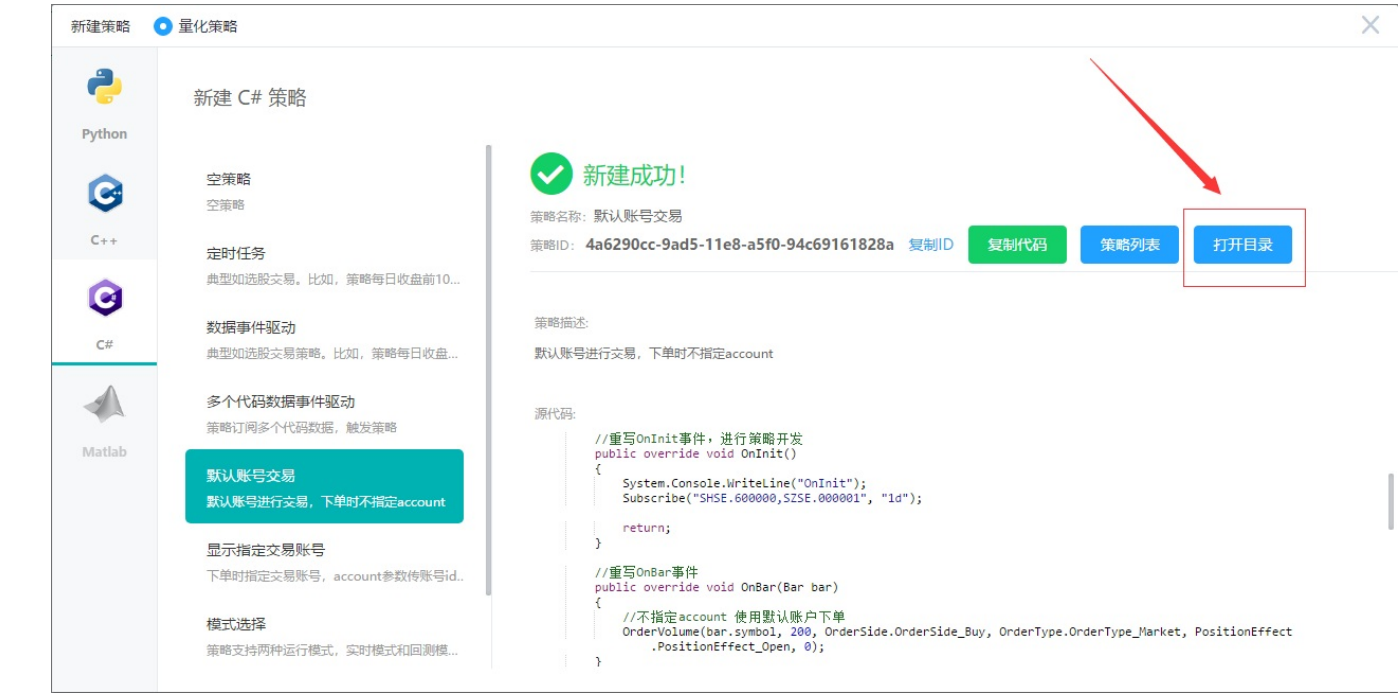 新建策略 量化策略
Python
C++
C#
Matlab
新建 C# 策略
空策略
空策略
定时任务
典型如选股交易。比如，策略每日收盘前10...
数据事件驱动
典型如选股交易策略。比如，策略每日收盘...
多个代码数据事件驱动
策略订阅多个代码数据，触发策略
默认账号交易
默认账号进行交易，下单时不指定account
显示指定交易账号
下单时指定交易账号，account参数传账号id..
模式选择
策略支持两种运行模式，实时模式和回测模...
新建成功！
策略名称: 默认账号交易
策略ID: 4a6290cc-9ad5-11e8-a5f0-94c69161828a 复制ID 复制代码 策略列表 打开目录
策略描述:
默认账号进行交易，下单时不指定account
源代码:
//重写OnInit事件，进行策略开发
public override void OnInit()
{
System.Console.WriteLine("OnInit");
Subscribe("SHSE.600000,SZSE.000001", "1d");
return;
}
//重写OnBar事件
public override void OnBar(Bar bar)
{
//不指定account 使用默认账户下单
OrderVolume(bar.symbol, 200, OrderSide.OrderSide_Buy, OrderType.OrderType_Market, PositionEffect
.PositionEffect_Open, 0);
}